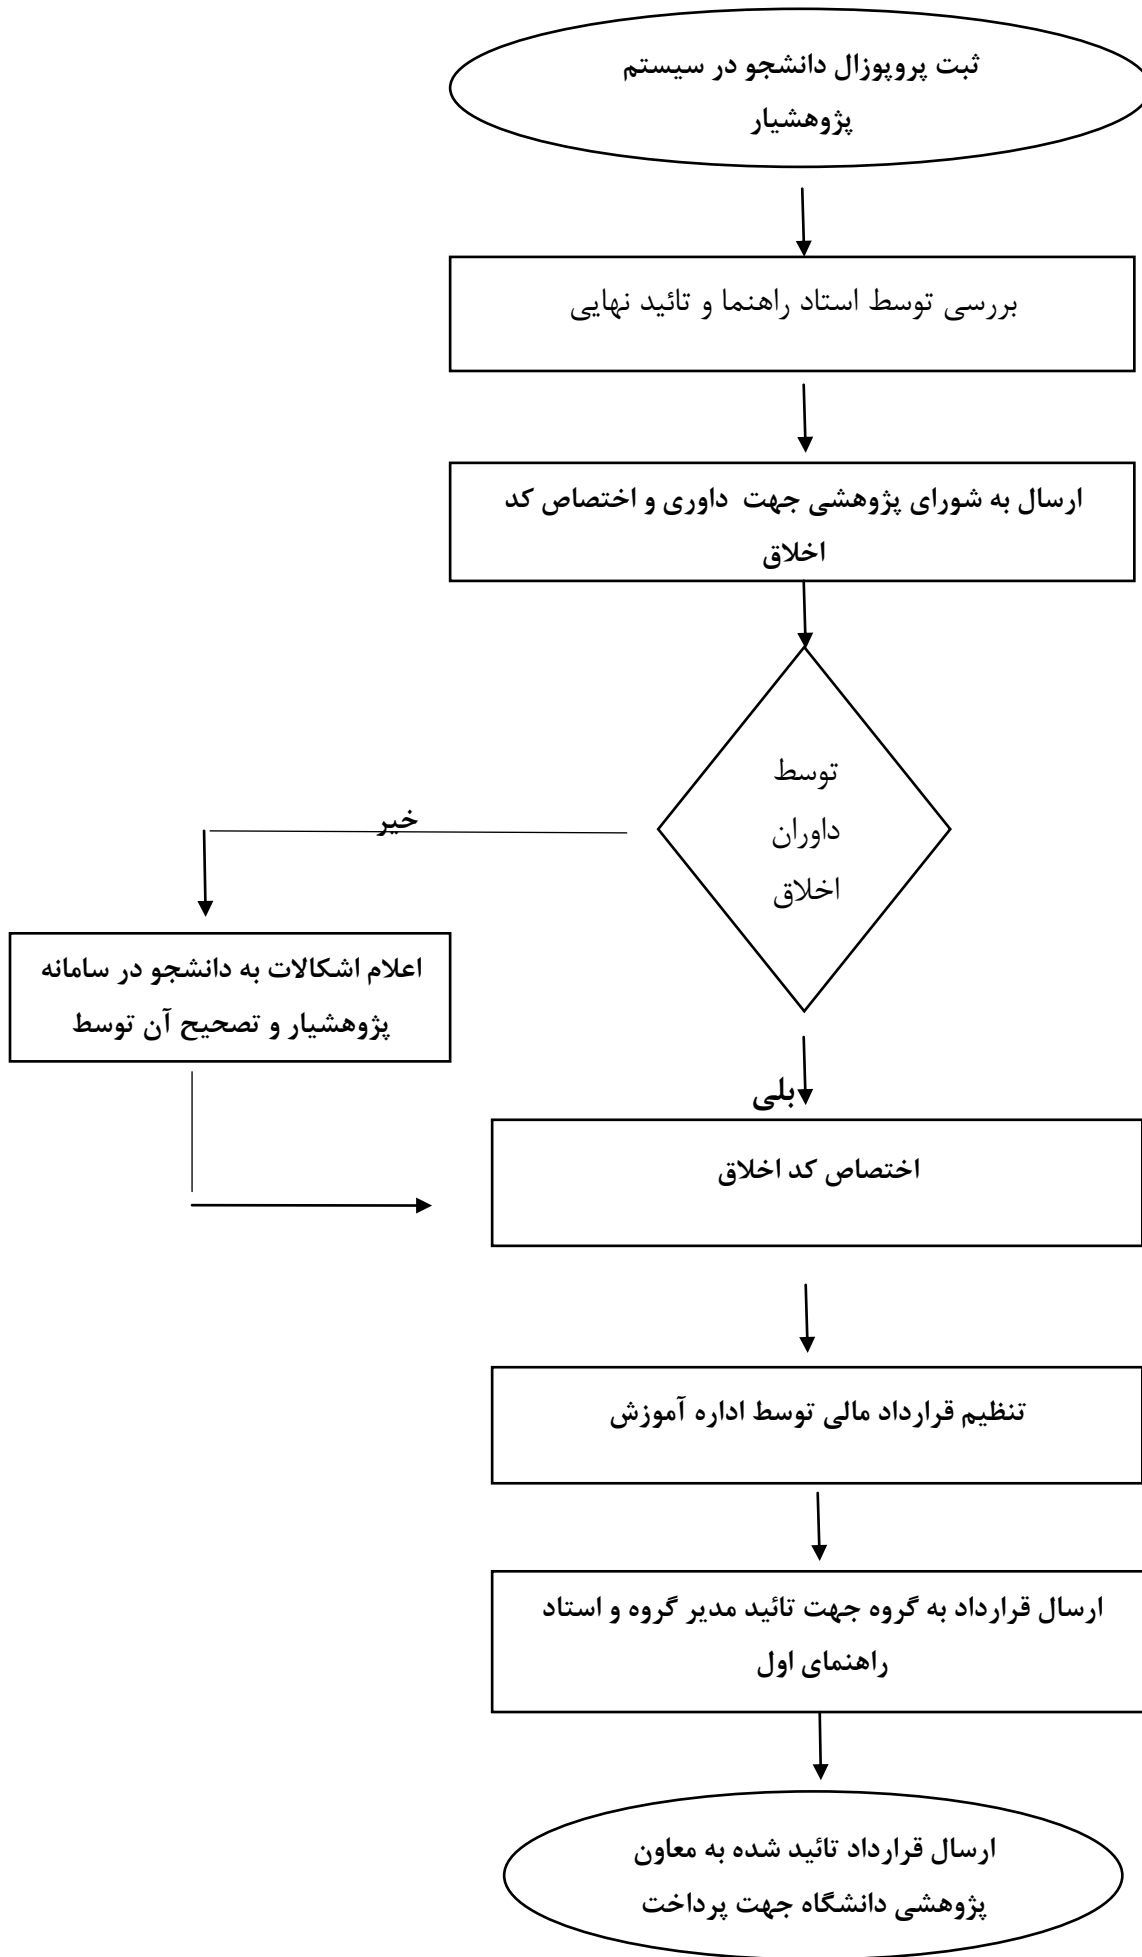 ثبت پروپوزال دانشجو در سیستم
پژوهشیار
بررسی توسط استاد راهنما و تائید نهایی
ارسال به شورای پژوهشی جهت داوری و اختصاص کد
اخلاق
توسط
داوران
اخلاق
خیر
اعلام اشکالات به دانشجو در سامانه
پژوهشیار و تصحیح آن توسط
بلی
اختصاص کد اخلاق
تنظیم قرارداد مالی توسط اداره آموزش
ارسال قرارداد به گروه جهت تائید مدیر گروه و استاد
راهنمای اول
ارسال قرارداد تائید شده به معاون
پژوهشی دانشگاه جهت پرداخت